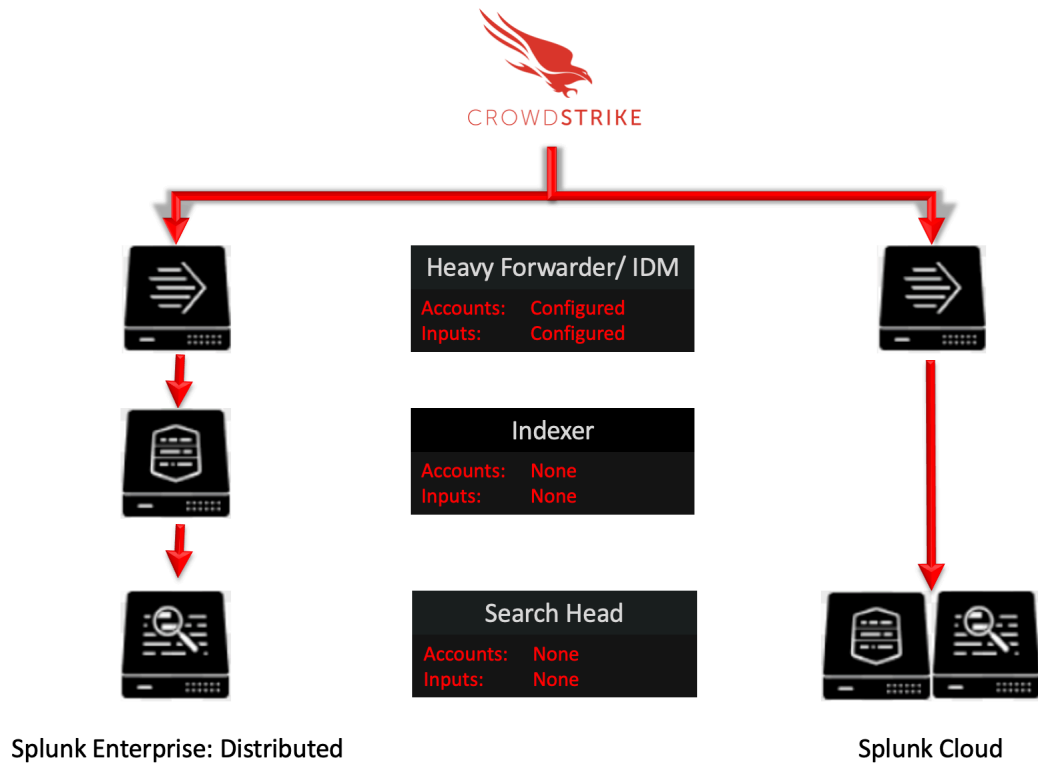 CROWDSTRIKE
Heavy Forwarder/ IDM
Accounts: Configured
Inputs: Configured
Indexer
Accounts: None
Inputs: None
Search Head
Accounts: None
Inputs: None
Splunk Enterprise: Distributed
Splunk Cloud